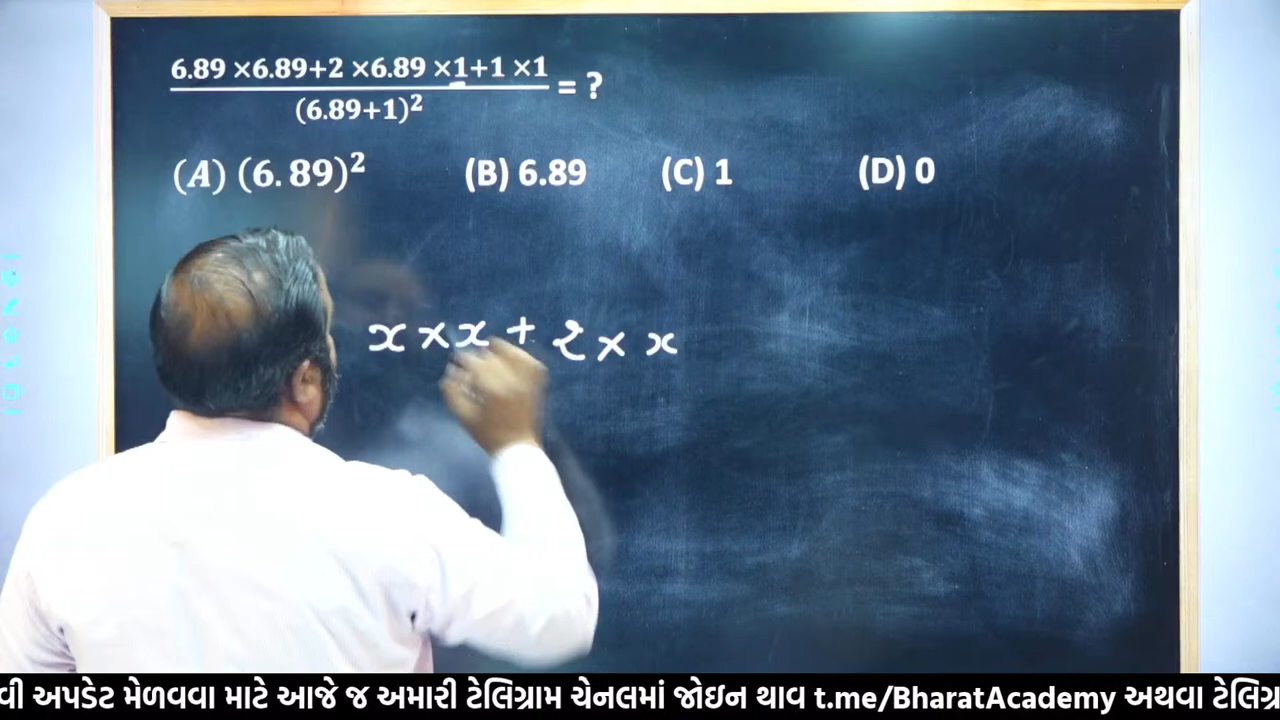 6.89 ×6.89+2 ×6.89 ×1+1 ×1
(6.89+1)² = ?
(A) (6.89)² (B) 6.89 (C) 1 (D) 0
x × x + 2 × x
વી અપડેટ મેળવવા માટે આજે જ અમારી ટેલિગ્રામ ચેનલમાં જોઇન થાવ t.me/BharatAcademy અથવા